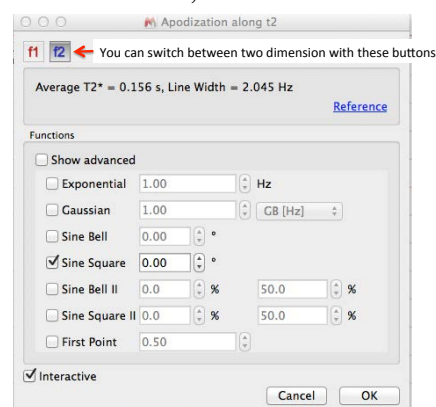 Apodization along t2
f1 f2 You can switch between two dimension with these buttons
Average T2* = 0.156 s, Line Width = 2.045 Hz
Reference
Functions
Show advanced
Exponential 1.00 Hz
Gaussian 1.00 GB [Hz]
Sine Bell 0.00 °
Sine Square 0.00 °
Sine Bell II 0.0 % 50.0 %
Sine Square II 0.0 % 50.0 %
First Point 0.50
Interactive
Cancel OK